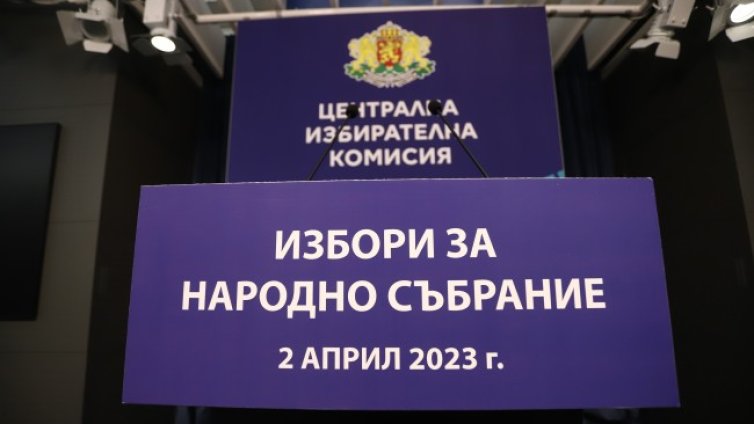 ЦЕНТРАЛНА
ИЗБИРАТЕЛНА
КОМИСИЯ
ИЗБОРИ ЗА
НАРОДНО СЪБРАНИЕ
2 АПРИЛ 2023 г.